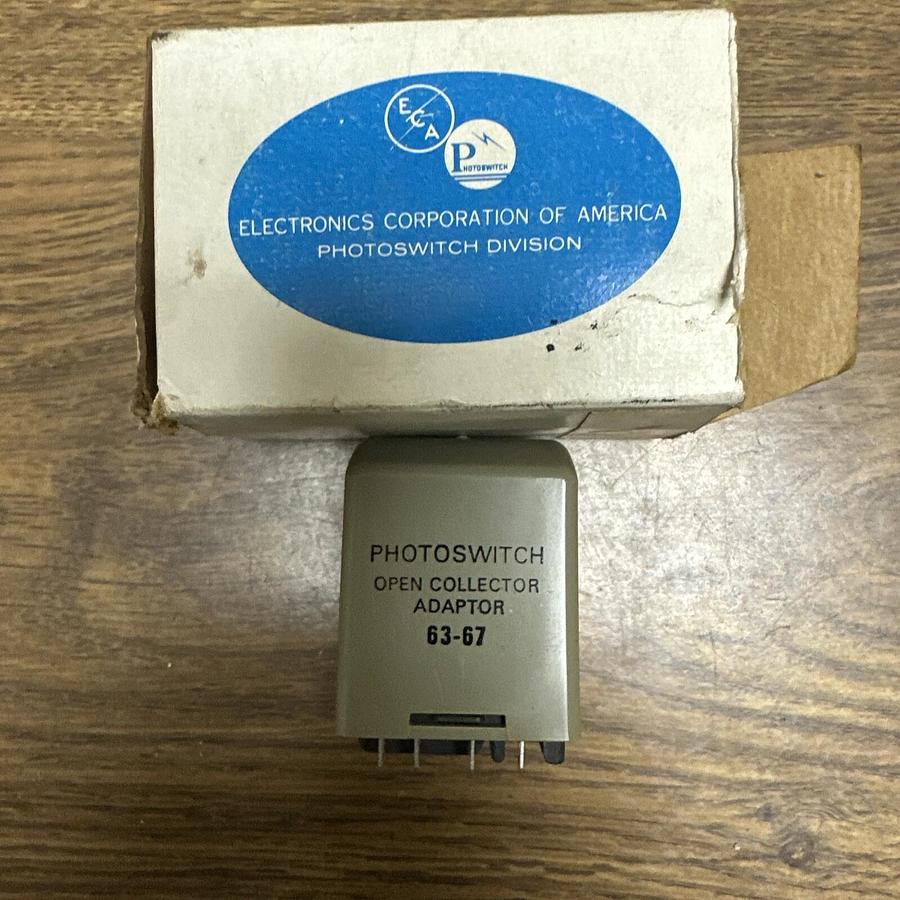 ECA
PHOTOSWITCH
ELECTRONICS CORPORATION OF AMERICA
PHOTOSWITCH DIVISION
PHOTOSWITCH
OPEN COLLECTOR
ADAPTOR
63-67